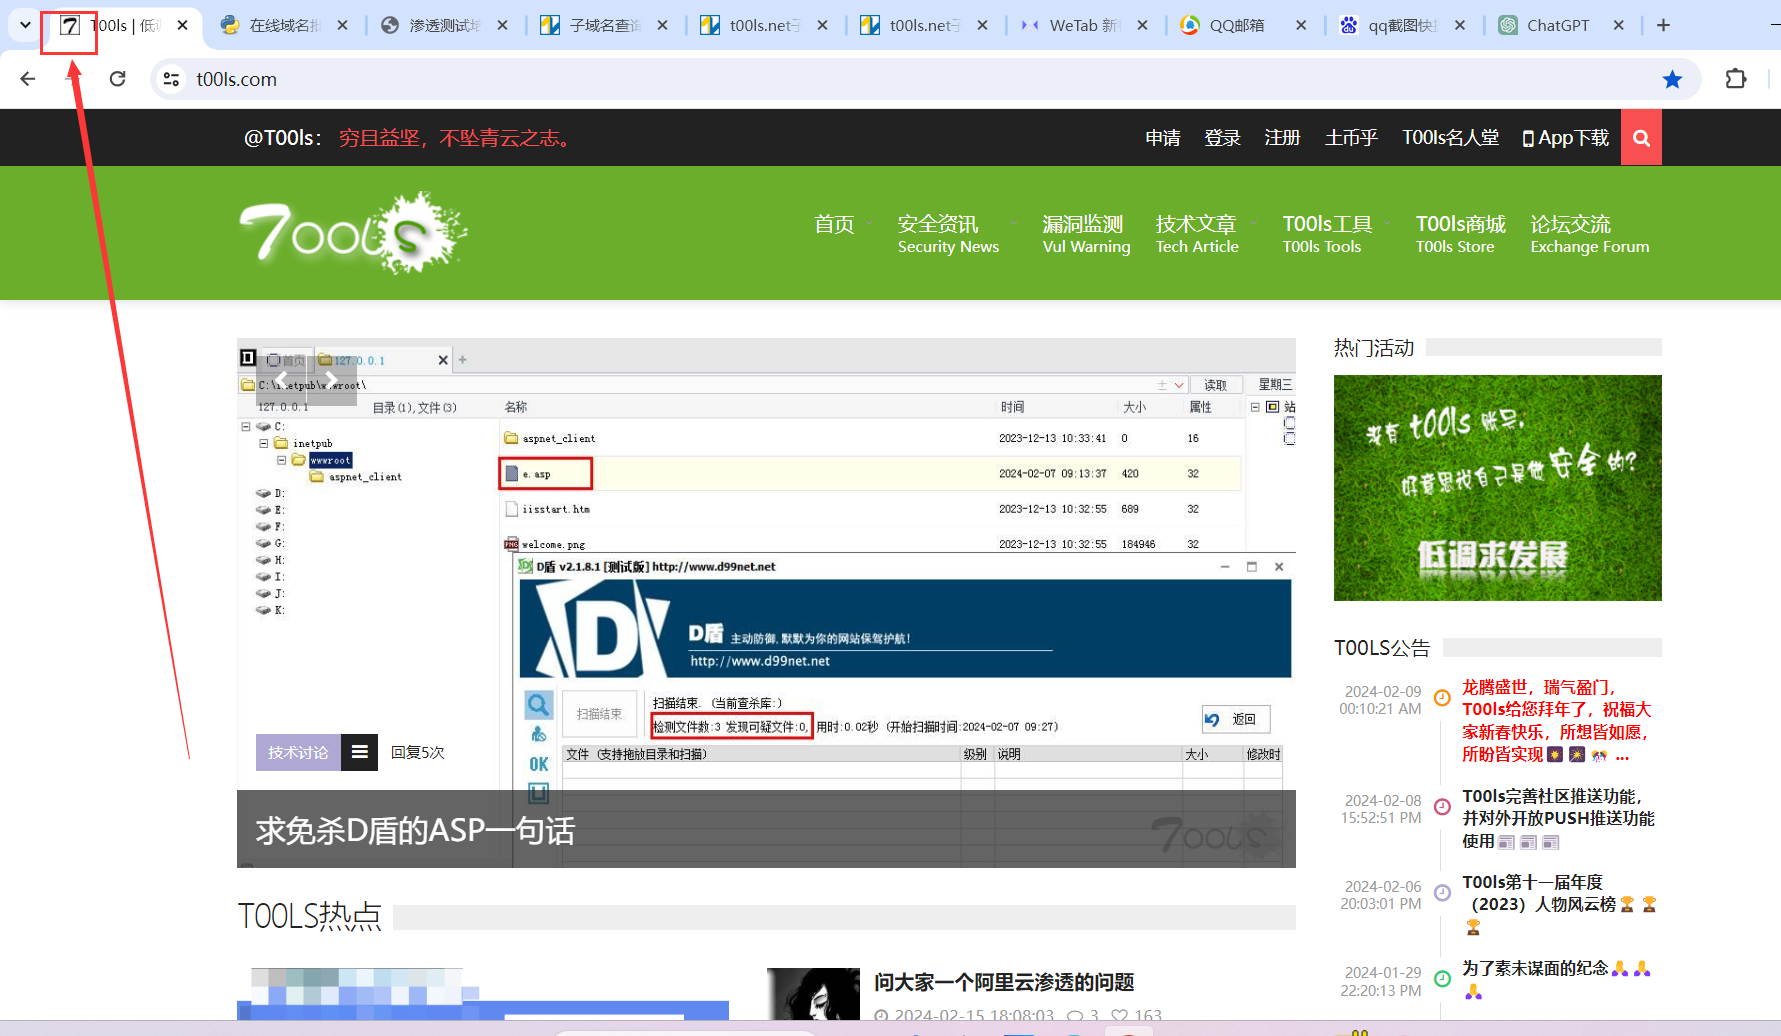 T00ls | 低调
在线域名批
渗透测试培
子域名查询
t00ls.net子
t00ls.net子
WeTab 新
QQ邮箱
qq截图快捷
ChatGPT
t00ls.com
@T00ls： 穷且益坚，不坠青云之志。
申请 登录 注册 土币乎 T00ls名人堂 App下载
T00lS
首页
安全资讯 漏洞监测 技术文章 T00ls工具 T00ls商城 论坛交流
Security News Vul Warning Tech Article T00ls Tools T00ls Store Exchange Forum
首页 127.0.0.1
C:\inetpub\wwwroot\ 读取 星期三
127.0.0.1 目录(1),文件(3) 名称 时间 大小 属性 站
C:
inetpub
wwwroot
aspnet_client
D:
E:
F:
G:
H:
I:
J:
K:
aspnet_client 2023-12-13 10:33:41 0 16
e.asp 2024-02-07 09:13:37 420 32
iisstart.htm 2023-12-13 10:32:55 689 32
welcome.png 2023-12-13 10:32:55 184946 32
D盾 v2.1.8.1 [测试版] http://www.d99net.net
D盾 主动防御,默默为你的网站保驾护航!
http://www.d99net.net
扫描结束
扫描结束. (当前查杀库:)
检测文件数:3 发现可疑文件:0, 用时:0.02秒 (开始扫描时间:2024-02-07 09:27)
返回
OK
文件 (支持拖放目录和扫描) 级别 说明 大小 修改时
技术讨论 回复5次
求免杀D盾的ASP一句话
T00lS
T00LS热点
问大家一个阿里云渗透的问题
2024-02-15 18:08:03 3 163
热门活动
没有t00ls账号,
好意思说自己是做安全的?
低调求发展
T00LS公告
2024-02-09
00:10:21 AM
龙腾盛世，瑞气盈门，
T00ls给您拜年了，祝福大
家新春快乐，所想皆如愿，
所盼皆实现🎆🎇🎊 ...
2024-02-08
15:52:51 PM
T00ls完善社区推送功能，
并对外开放PUSH推送功能
使用📰📰📰
2024-02-06
20:03:01 PM
T00ls第十一届年度
（2023）人物风云榜🏆🏆
🏆
2024-01-29
22:20:13 PM
为了素未谋面的纪念🙏🙏
🙏